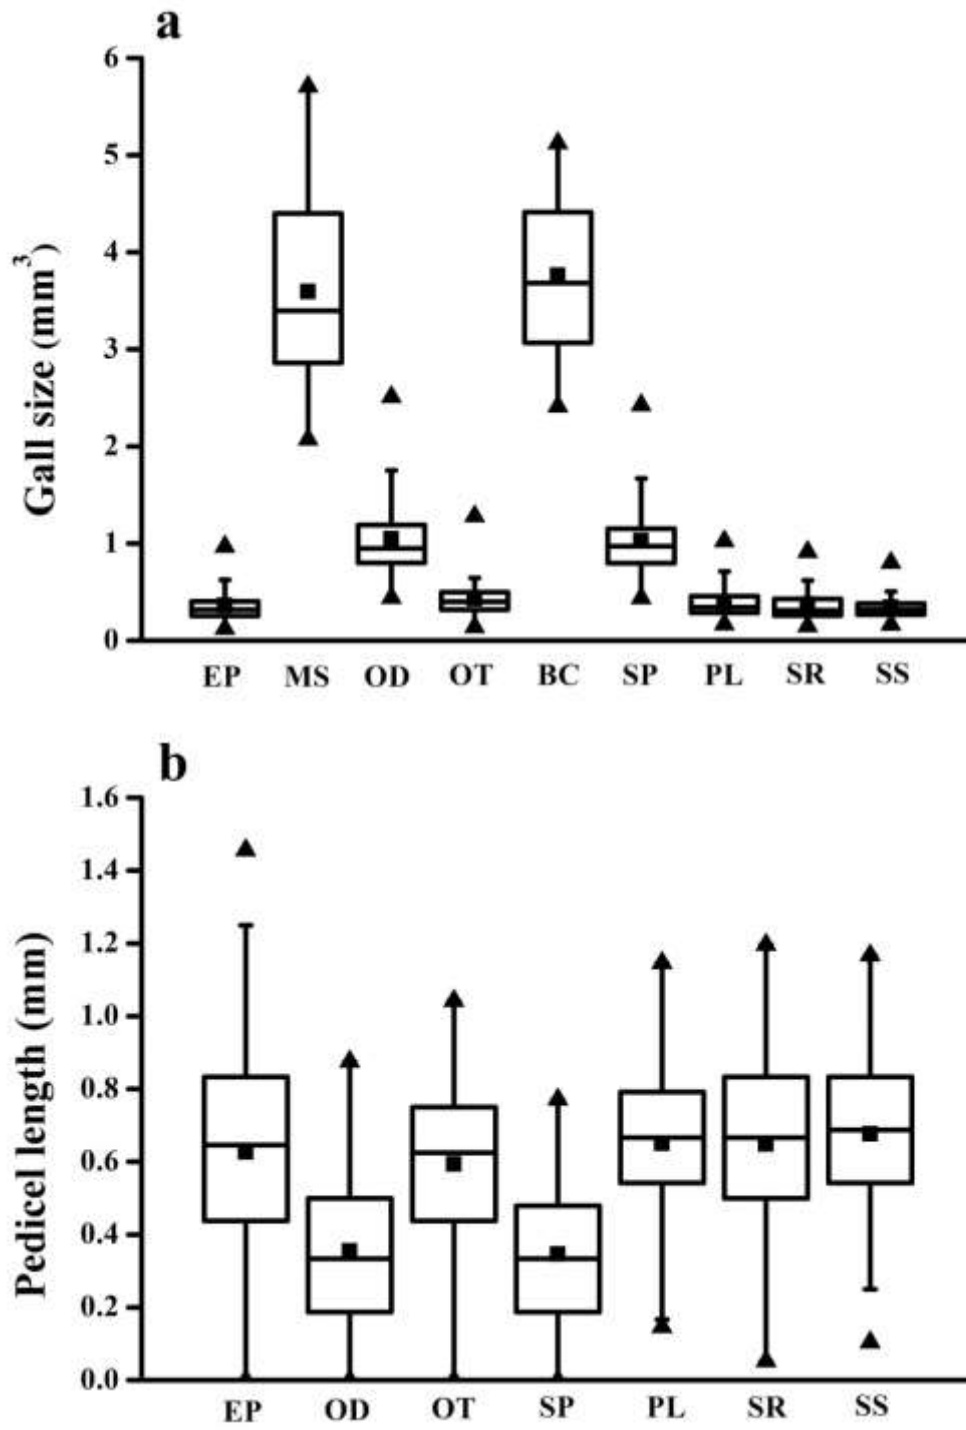 a
Gall size (mm³)
6
5
4
3
2
1
0
EP MS OD OT BC SP PL SR SS
b
Pedicel length (mm)
1.6
1.4
1.2
1.0
0.8
0.6
0.4
0.2
0.0
EP OD OT SP PL SR SS